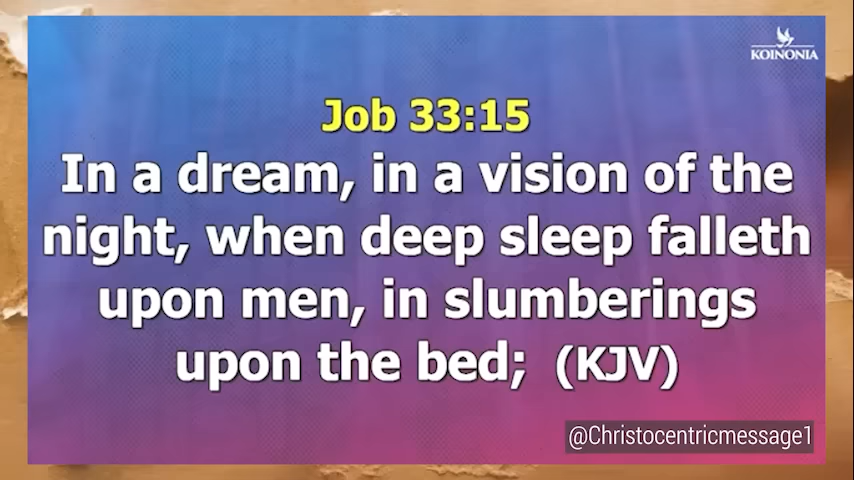 KOINONIA
Job 33:15
In a dream, in a vision of the
night, when deep sleep falleth
upon men, in slumberings
upon the bed; (KJV)
@Christocentricmessage1